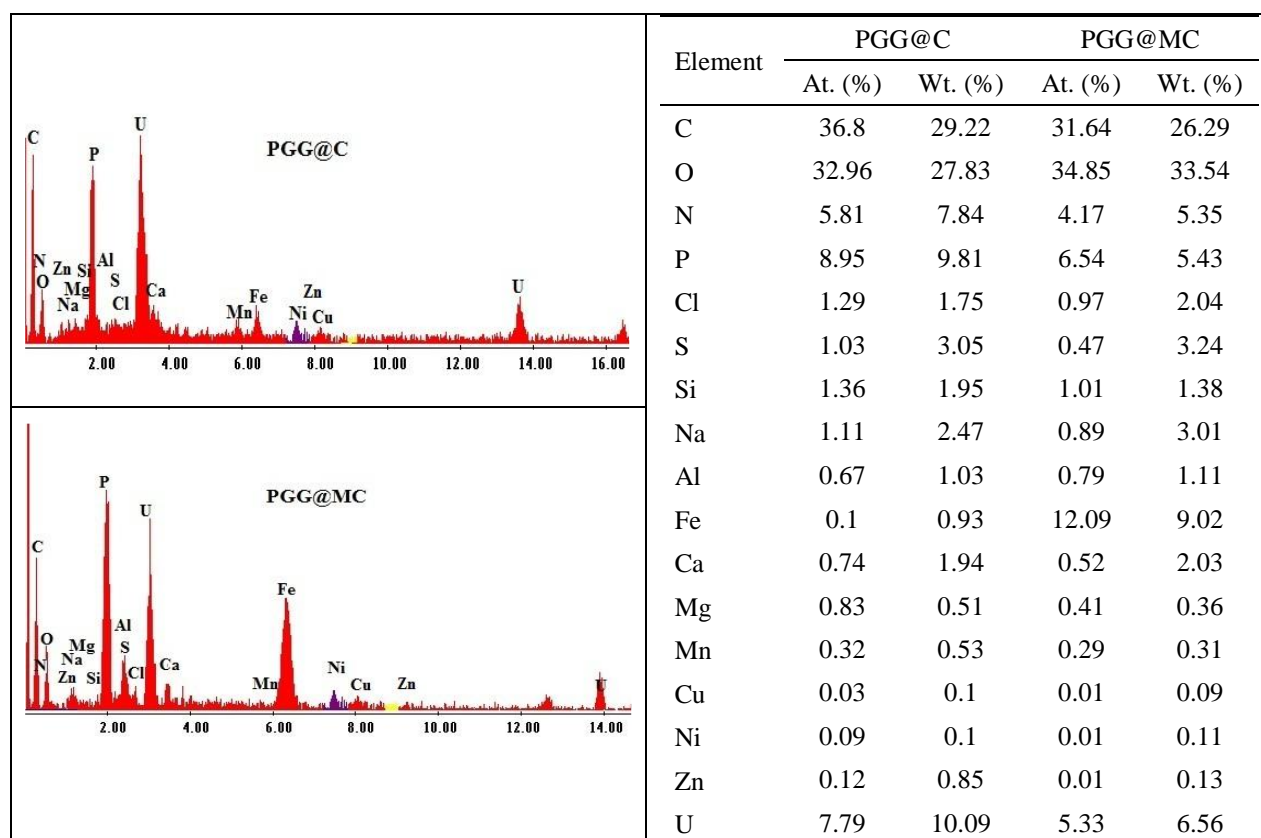 C
U
P
PGG@C
N
O
Zn
Na
Si
Mg
Al
S
Cl
Ca
Mn
Fe
Ni
Zn
Cu
U
2.00 4.00 6.00 8.00 10.00 12.00 14.00 16.00
P
U
PGG@MC
C
Fe
O
N
Mg
Na
Zn
Si
Al
S
Cl
Ca
Mn
Ni
Cu
Zn
U
2.00 4.00 6.00 8.00 10.00 12.00 14.00
Element PGG@C PGG@MC
At. (%) Wt. (%) At. (%) Wt. (%)
C 36.8 29.22 31.64 26.29
O 32.96 27.83 34.85 33.54
N 5.81 7.84 4.17 5.35
P 8.95 9.81 6.54 5.43
Cl 1.29 1.75 0.97 2.04
S 1.03 3.05 0.47 3.24
Si 1.36 1.95 1.01 1.38
Na 1.11 2.47 0.89 3.01
Al 0.67 1.03 0.79 1.11
Fe 0.1 0.93 12.09 9.02
Ca 0.74 1.94 0.52 2.03
Mg 0.83 0.51 0.41 0.36
Mn 0.32 0.53 0.29 0.31
Cu 0.03 0.1 0.01 0.09
Ni 0.09 0.1 0.01 0.11
Zn 0.12 0.85 0.01 0.13
U 7.79 10.09 5.33 6.56